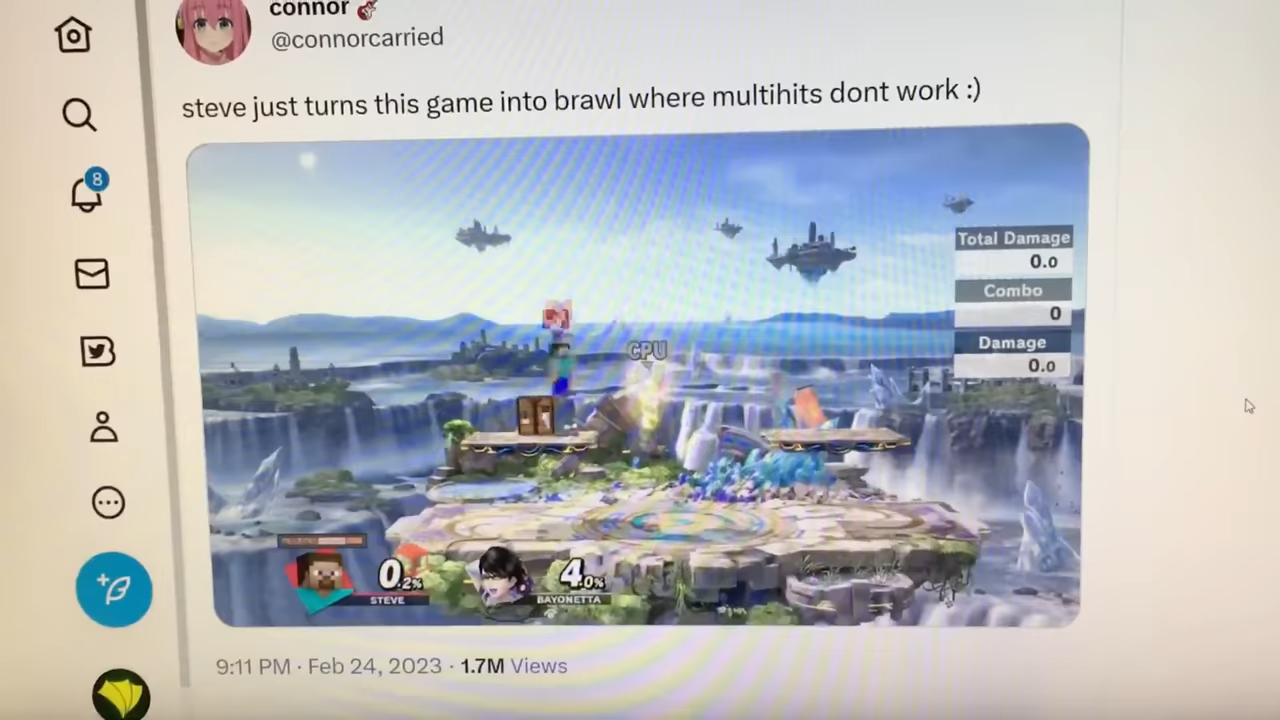 connor
@connorcarried
8
steve just turns this game into brawl where multihits dont work :)
Total Damage
0.0
Combo
0
Damage
0.0
CPU
0.2%
STEVE
4.0%
BAYONETTA
9:11 PM · Feb 24, 2023 · 1.7M Views